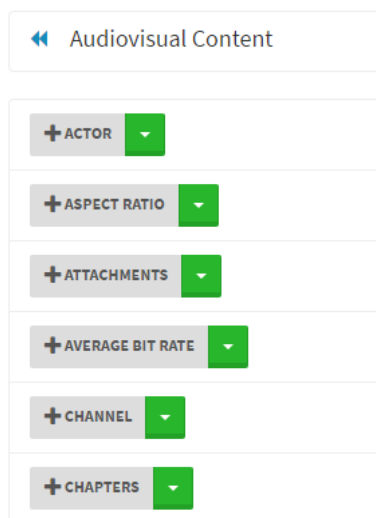 Audiovisual Content
ACTOR
ASPECT RATIO
ATTACHMENTS
AVERAGE BIT RATE
CHANNEL
CHAPTERS